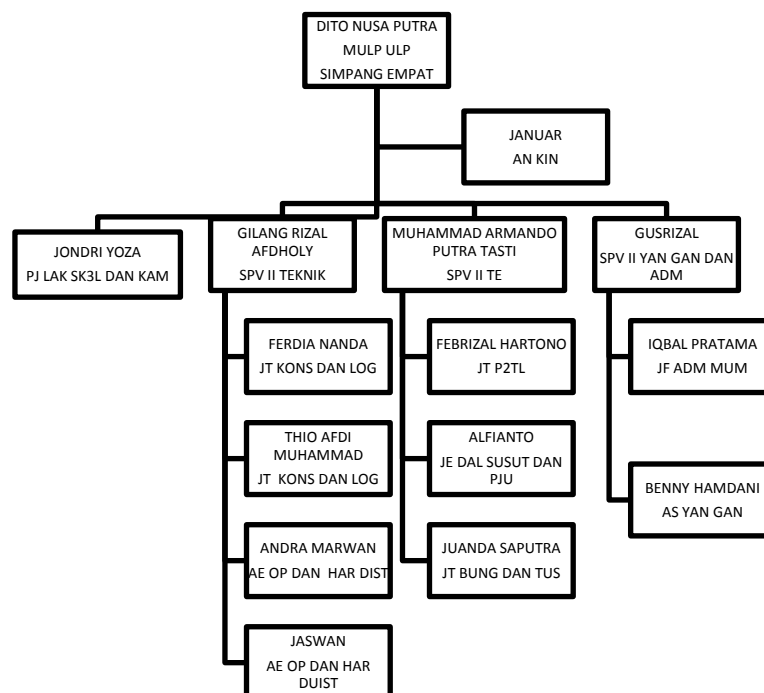 DITO NUSA PUTRA
MULP ULP
SIMPANG EMPAT
JANUAR
AN KIN
JONDRI YOZA
PJ LAK SK3L DAN KAM
GILANG RIZAL
AFDHOLY
SPV II TEKNIK
MUHAMMAD ARMANDO
PUTRA TASTI
SPV II TE
GUSRIZAL
SPV II YAN GAN DAN
ADM
FERDIA NANDA
JT KONS DAN LOG
THIO AFDI
MUHAMMAD
JT KONS DAN LOG
ANDRA MARWAN
AE OP DAN HAR DIST
JASWAN
AE OP DAN HAR
DUIST
FEBRIZAL HARTONO
JT P2TL
ALFIANTO
JE DAL SUSUT DAN
PJU
JUANDA SAPUTRA
JT BUNG DAN TUS
IQBAL PRATAMA
JF ADM MUM
BENNY HAMDANI
AS YAN GAN